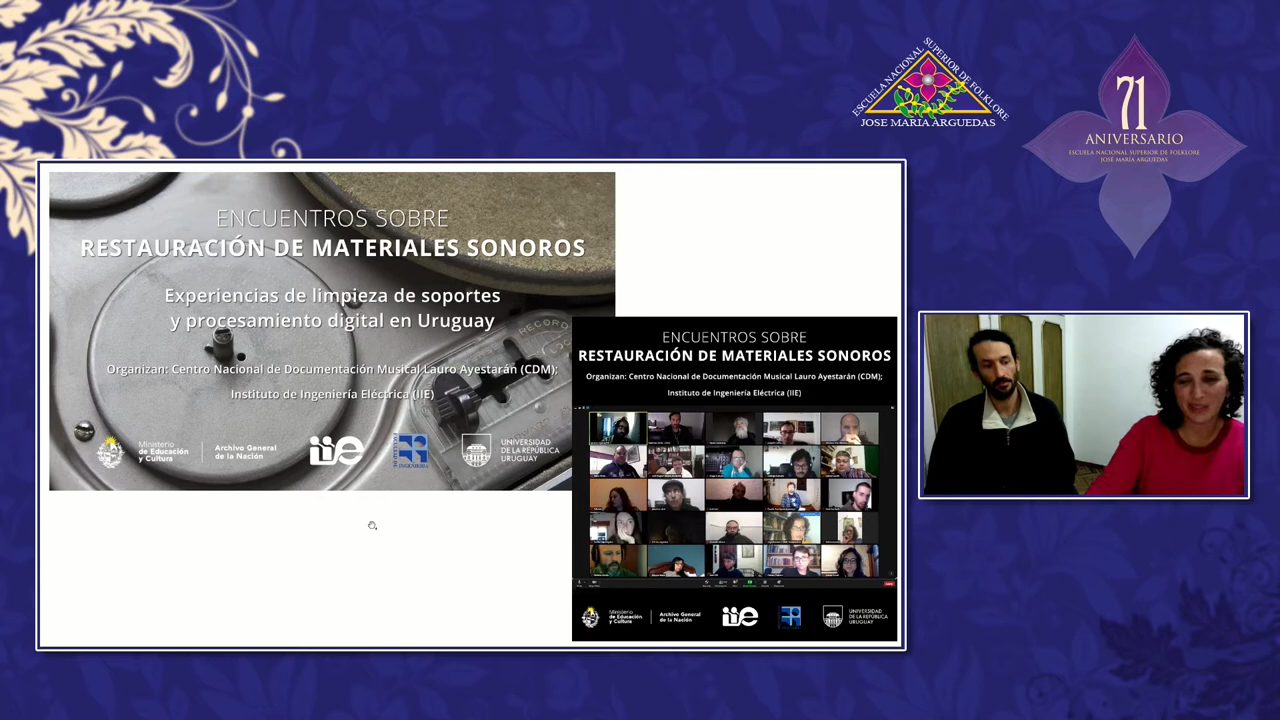 ESCUELA NACIONAL SUPERIOR DE FOLKLORE
JOSE MARIA ARGUEDAS
71
ANIVERSARIO
ESCUELA NACIONAL SUPERIOR DE FOLKLORE
JOSÉ MARÍA ARGUEDAS
ENCUENTROS SOBRE
RESTAURACIÓN DE MATERIALES SONOROS
Experiencias de limpieza de soportes
y procesamiento digital en Uruguay
Organizan: Centro Nacional de Documentación Musical Lauro Ayestarán (CDM);
Instituto de Ingeniería Eléctrica (IIE)
RECORD
Ministerio
de Educación
y Cultura
Archivo General
de la Nación
iie
FACULTAD DE
INGENIERIA
UNIVERSIDAD
DE LA REPÚBLICA
URUGUAY
ENCUENTROS SOBRE
RESTAURACIÓN DE MATERIALES SONOROS
Organizan: Centro Nacional de Documentación Musical Lauro Ayestarán (CDM);
Instituto de Ingeniería Eléctrica (IIE)
Ministerio
de Educación
y Cultura
Archivo General
de la Nación
iie
UNIVERSIDAD
DE LA REPÚBLICA
URUGUAY